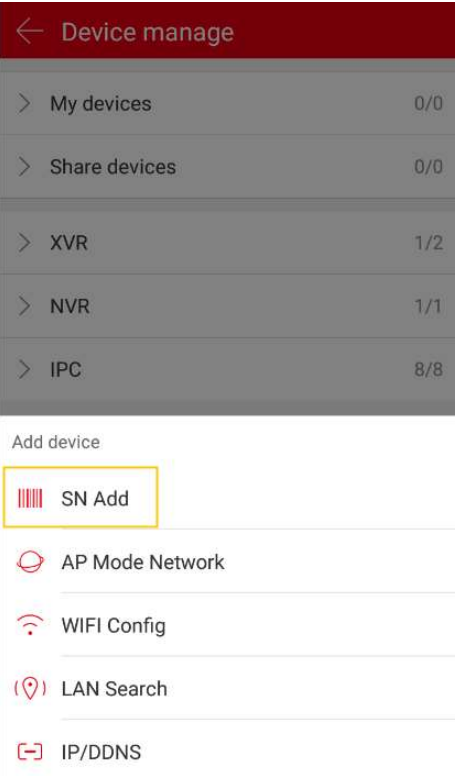 Device manage
My devices 0/0
Share devices 0/0
XVR 1/2
NVR 1/1
IPC 8/8
Add device
SN Add
AP Mode Network
WIFI Config
LAN Search
IP/DDNS